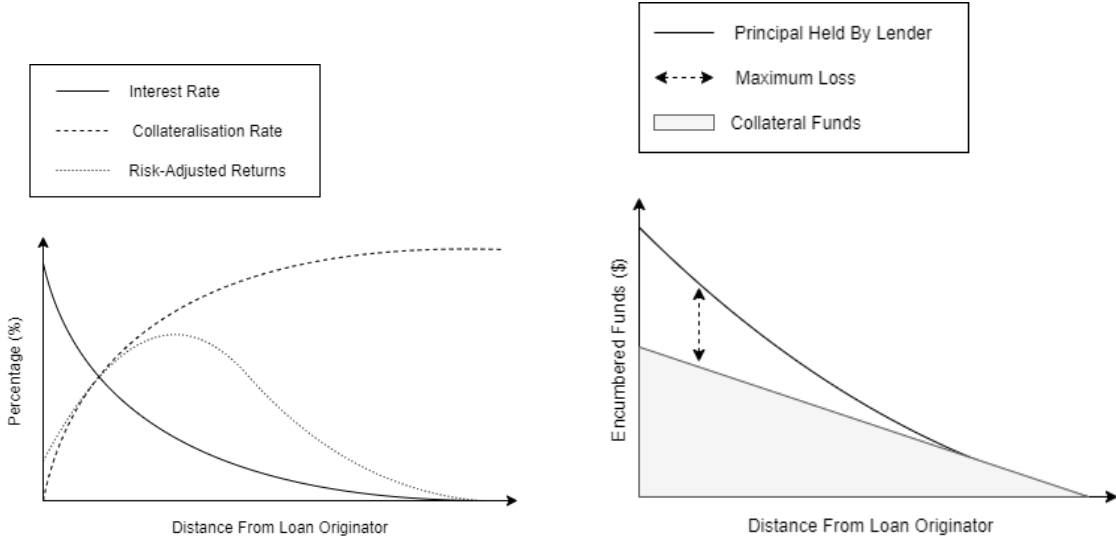 Interest Rate
Collateralisation Rate
Risk-Adjusted Returns
Percentage (%)
Distance From Loan Originator
Principal Held By Lender
Maximum Loss
Collateral Funds
Encumbered Funds ($)
Distance From Loan Originator